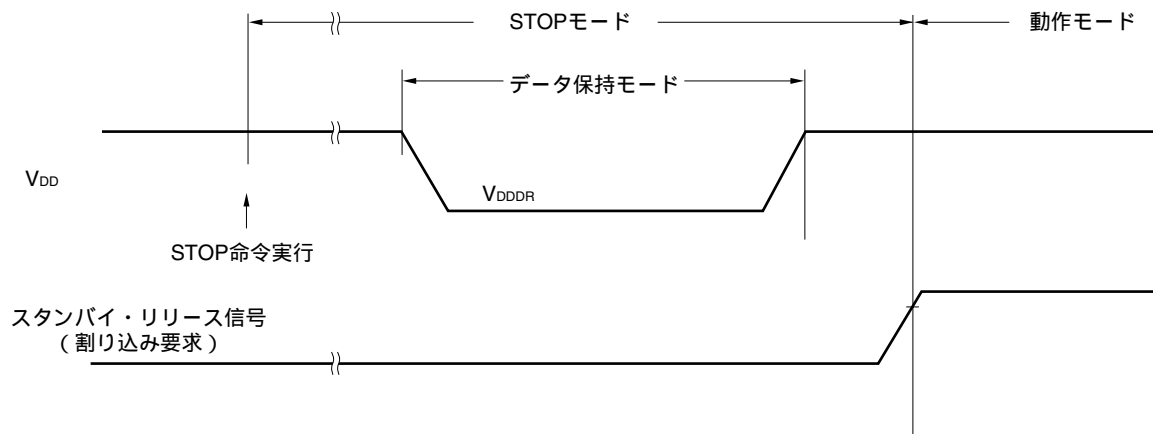 STOPモード
動作モード
データ保持モード
VDD
VDDDR
STOP命令実行
スタンバイ・リリース信号
(割り込み要求)